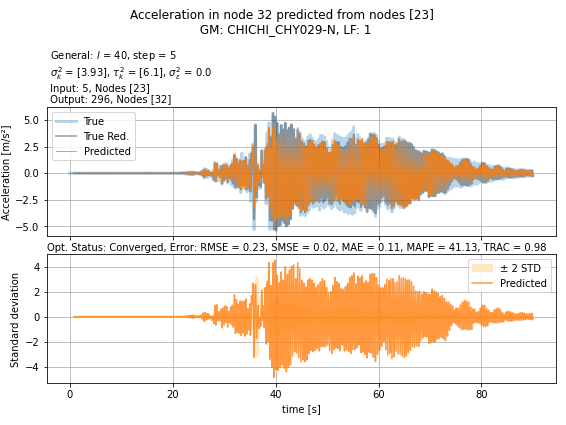 Acceleration in node 32 predicted from nodes [23]
GM: CHICHI_CHY029-N, LF: 1
General: l = 40, step = 5
σ²ₖ = [3.93], τ²ₖ = [6.1], σ²ₜ = 0.0
Input: 5, Nodes [23]
Output: 296, Nodes [32]
Acceleration [m/s²]
5.0
2.5
0.0
−2.5
−5.0
True
True Red.
Predicted
Opt. Status: Converged, Error: RMSE = 0.23, SMSE = 0.02, MAE = 0.11, MAPE = 41.13, TRAC = 0.98
Standard deviation
4
2
0
−2
−4
± 2 STD
Predicted
0 20 40 60 80
time [s]